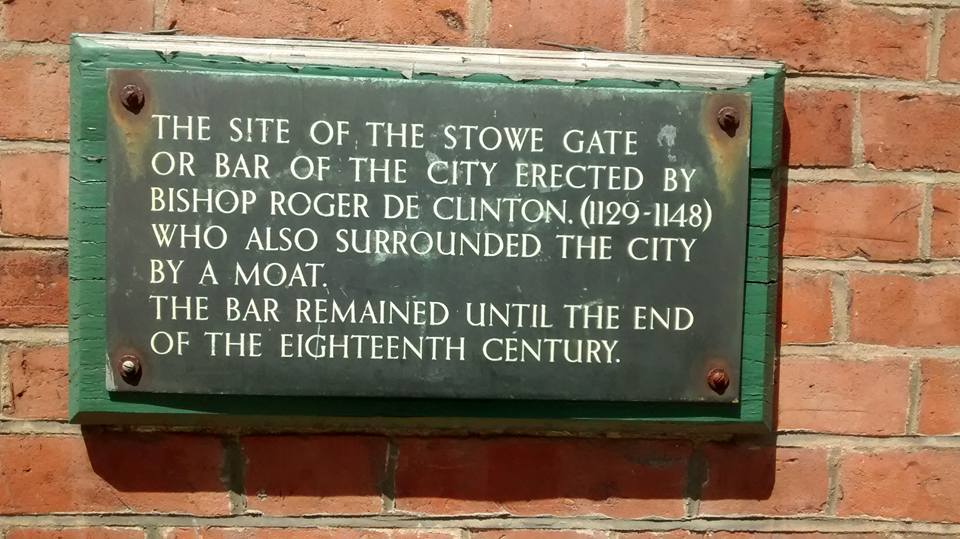 THE SITE OF THE STOWE GATE
OR BAR OF THE CITY ERECTED BY
BISHOP ROGER DE CLINTON. (1129-1148)
WHO ALSO SURROUNDED THE CITY
BY A MOAT.
THE BAR REMAINED UNTIL THE END
OF THE EIGHTEENTH CENTURY.